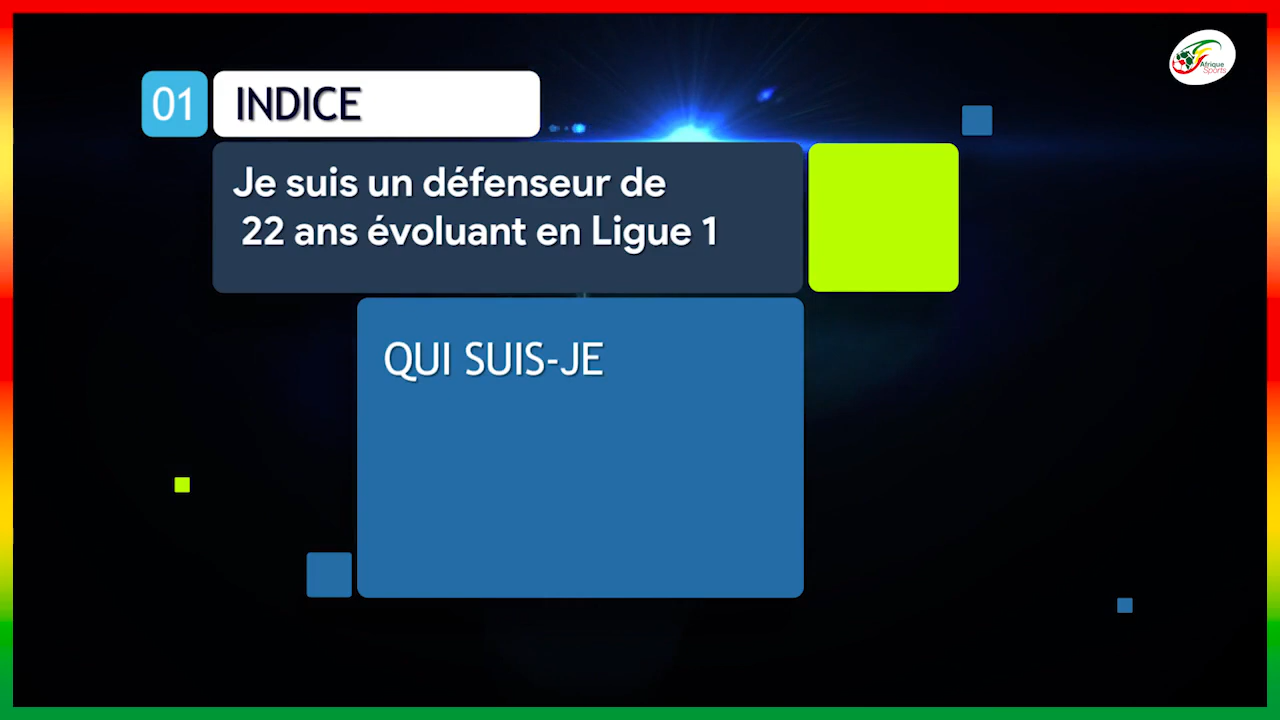 Afrique
Sports
01 INDICE
Je suis un défenseur de
22 ans évoluant en Ligue 1
QUI SUIS-JE